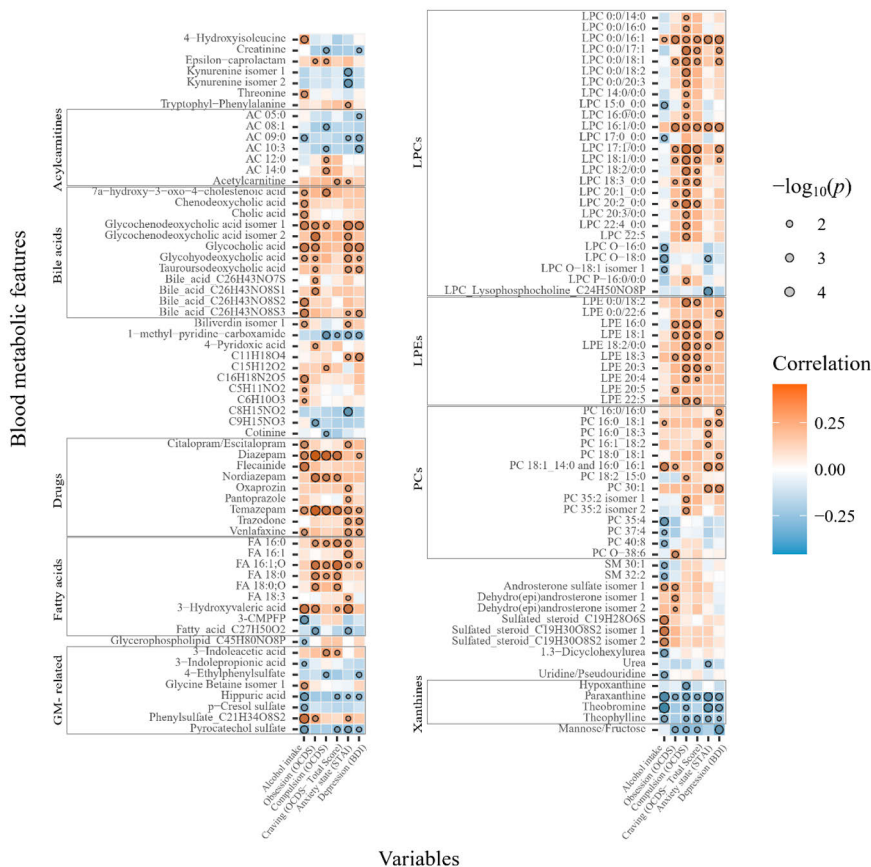 Blood metabolic features
4-Hydroxyisoleucine
Creatinine
Epsilon-caprolactam
Kynurenine isomer 1
Kynurenine isomer 2
Threonine
Tryptophyl-Phenylalanine
Acylcarnitines
AC 05:0
AC 08:1
AC 09:0
AC 10:3
AC 12:0
AC 14:0
Acetylcarnitine
Bile acids
7a-hydroxy-3-oxo-4-cholestenoic acid
Chenodeoxycholic acid
Cholic acid
Glycochenodeoxycholic acid isomer 1
Glycochenodeoxycholic acid isomer 2
Glycocholic acid
Glycohyodeoxycholic acid
Tauroursodeoxycholic acid
Bile_acid_C26H43NO7S
Bile_acid_C26H43NO8S1
Bile_acid_C26H43NO8S2
Bile_acid_C26H43NO8S3
Biliverdin isomer 1
1-methyl-pyridine-carboxamide
4-Pyridoxic acid
C11H18O4
C15H12O2
C16H18N2O5
C5H11NO2
C6H10O3
C8H15NO2
C9H15NO3
Cotinine
Drugs
Citalopram/Escitalopram
Diazepam
Flecainide
Nordiazepam
Oxaprozin
Pantoprazole
Temazepam
Trazodone
Venlafaxine
Fatty acids
FA 16:0
FA 16:1
FA 16:1;O
FA 18:0
FA 18:0;O
FA 18:3
3-Hydroxyvaleric acid
3-CMPFP
Fatty_acid_C27H50O2
Glycerophospholipid_C45H80NO8P
GM- related
3-Indoleacetic acid
3-Indolepropionic acid
4-Ethylphenylsulfate
Glycine Betaine isomer 1
Hippuric acid
p-Cresol sulfate
Phenylsulfate_C21H34O8S2
Pyrocatechol sulfate
Alcohol intake
Obsession (OCDS)
Compulsion (OCDS)
Craving (OCDS- Total Score)
Anxiety state (STAI)
Depression (BDI)
LPCs
LPC 0:0/14:0
LPC 0:0/16:0
LPC 0:0/16:1
LPC 0:0/17:1
LPC 0:0/18:1
LPC 0:0/18:2
LPC 0:0/20:3
LPC 14:0/0:0
LPC 15:0_0:0
LPC 16:0/0:0
LPC 16:1/0:0
LPC 17:0_0:0
LPC 17:1/0:0
LPC 18:1/0:0
LPC 18:2/0:0
LPC 18:3_0:0
LPC 20:1_0:0
LPC 20:2_0:0
LPC 20:3/0:0
LPC 22:4_0:0
LPC 22:5
LPC O-16:0
LPC O-18:0
LPC O-18:1 isomer 1
LPC P-16:0/0:0
LPC_Lysophosphocholine_C24H50NO8P
LPEs
LPE 0:0/18:2
LPE 0:0/22:6
LPE 16:0
LPE 18:1
LPE 18:2/0:0
LPE 18:3
LPE 20:3
LPE 20:4
LPE 20:5
LPE 22:5
PCs
PC 16:0/16:0
PC 16:0_18:1
PC 16:0_18:3
PC 16:1_18:2
PC 18:0_18:1
PC 18:1_14:0 and 16:0_16:1
PC 18:2_15:0
PC 30:1
PC 35:2 isomer 1
PC 35:2 isomer 2
PC 35:4
PC 37:4
PC 40:8
PC O-38:6
SM 30:1
SM 32:2
Androsterone sulfate isomer 1
Dehydro(epi)androsterone isomer 1
Dehydro(epi)androsterone isomer 2
Sulfated_steroid_C19H28O6S
Sulfated_steroid_C19H30O8S2 isomer 1
Sulfated_steroid_C19H30O8S2 isomer 2
1.3-Dicyclohexylurea
Urea
Uridine/Pseudouridine
Xanthines
Hypoxanthine
Paraxanthine
Theobromine
Theophylline
Mannose/Fructose
Alcohol intake
Obsession (OCDS)
Compulsion (OCDS)
Craving (OCDS- Total Score)
Anxiety state (STAI)
Depression (BDI)
Variables
−log10(p)
2
3
4
Correlation
0.25
0.00
−0.25